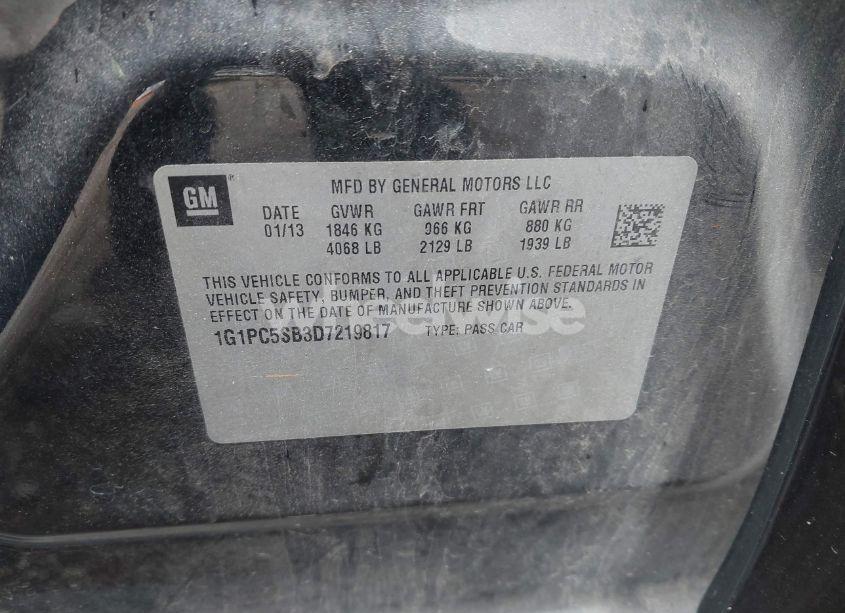 GM ®
MFD BY GENERAL MOTORS LLC
DATE GVWR GAWR FRT GAWR RR
01/13 1846 KG 966 KG 880 KG
4068 LB 2129 LB 1939 LB
THIS VEHICLE CONFORMS TO ALL APPLICABLE U.S. FEDERAL MOTOR
VEHICLE SAFETY, BUMPER, AND THEFT PREVENTION STANDARDS IN
EFFECT ON THE DATE OF MANUFACTURE SHOWN ABOVE.
1G1PC5SB3D7219817 TYPE: PASS CAR